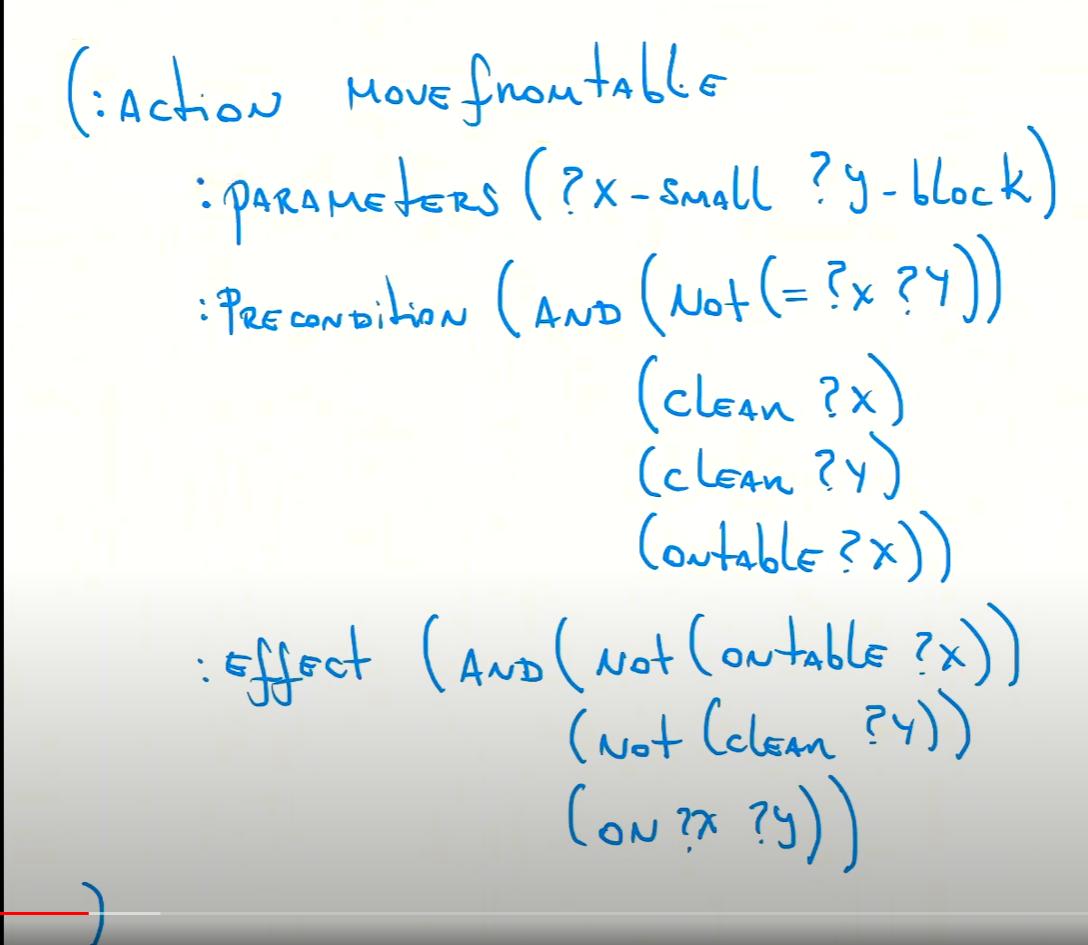 (:Action movefromtable
:parameters (?x-small ?y-block)
:Precondition (AND (Not (= ?x ?y))
(clean ?x)
(clean ?y)
(ontable ?x))
:effect (AND (Not (ontable ?x))
(Not (clean ?y))
(on ?x ?y))
)